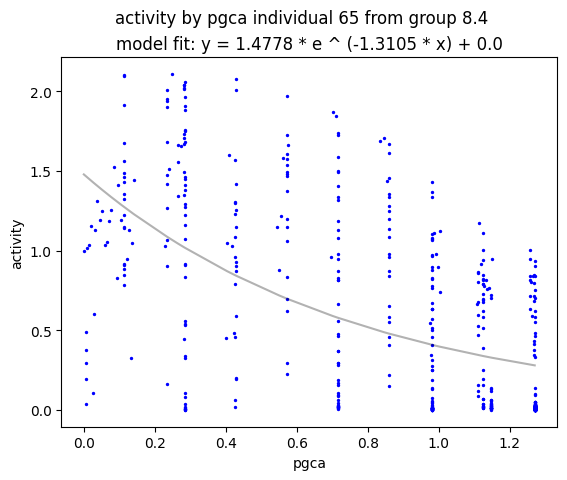 activity by pgca individual 65 from group 8.4
model fit: y = 1.4778 * e ^ (-1.3105 * x) + 0.0
2.0
1.5
1.0
0.5
0.0
activity
0.0 0.2 0.4 0.6 0.8 1.0 1.2
pgca